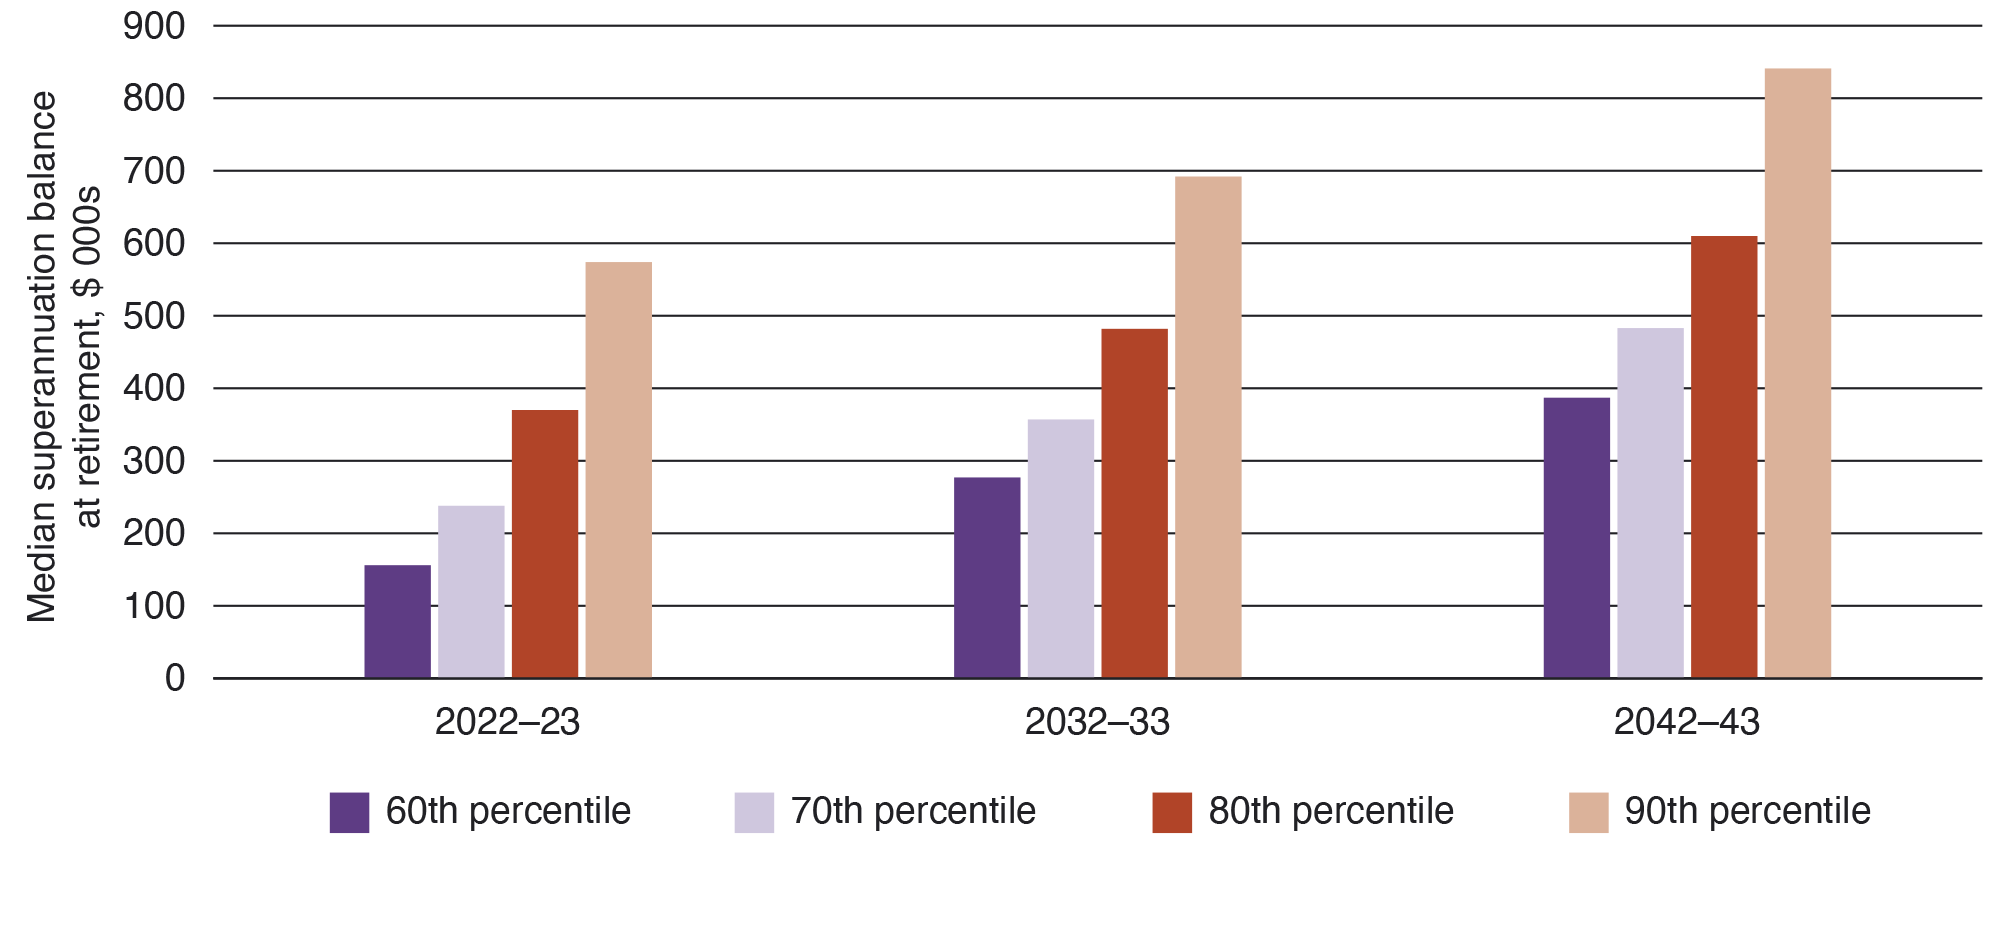 Median superannuation balance
at retirement, $ 000s
900
800
700
600
500
400
300
200
100
0
2022–23
2032–33
2042–43
60th percentile
70th percentile
80th percentile
90th percentile